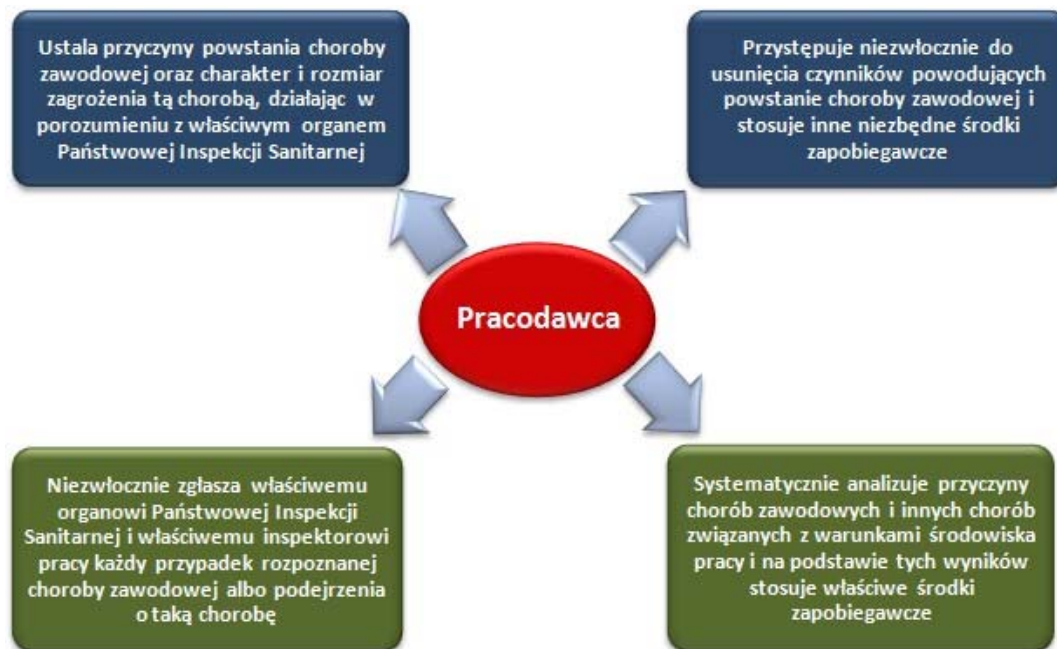 Ustala przyczyny powstania choroby
zawodowej oraz charakter i rozmiar
zagrożenia tą chorobą, działając w
porozumieniu z właściwym organem
Państwowej Inspekcji Sanitarnej
Przystępuje niezwłocznie do
usunięcia czynników powodujących
powstanie choroby zawodowej i
stosuje inne niezbędne środki
zapobiegawcze
Pracodawca
Niezwłocznie zgłasza właściwemu
organowi Państwowej Inspekcji
Sanitarnej i właściwemu inspektorowi
pracy każdy przypadek rozpoznanej
choroby zawodowej albo podejrzenia
o taką chorobę
Systematycznie analizuje przyczyny
chorób zawodowych i innych chorób
związanych z warunkami środowiska
pracy i na podstawie tych wyników
stosuje właściwe środki
zapobiegawcze